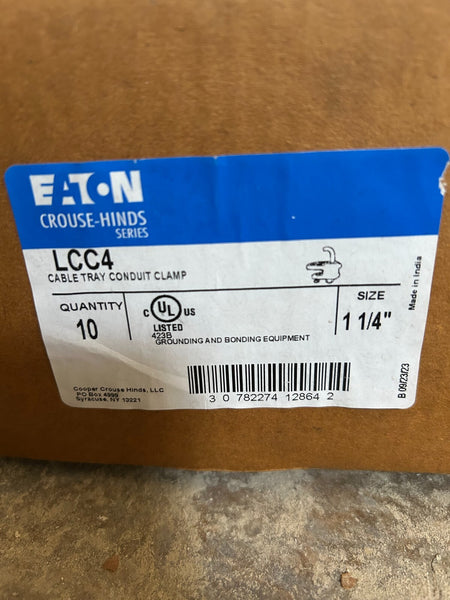 EATON
CROUSE-HINDS
SERIES
LCC4
CABLE TRAY CONDUIT CLAMP
QUANTITY
10
C UL US
LISTED
423B
GROUNDING AND BONDING EQUIPMENT
SIZE
1 1/4"
Made in India
B 09/23/23
Cooper Crouse Hinds, LLC
PO Box 4999
Syracuse, NY 13221
3 0 782274 12864 2